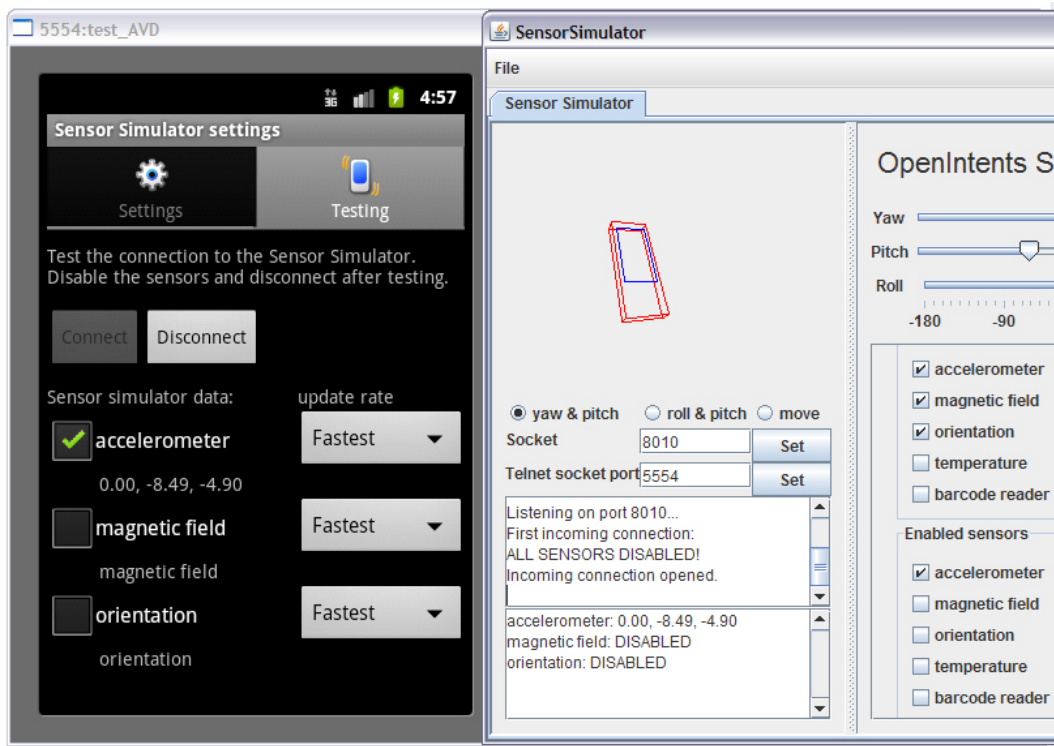 5554:test_AVD
3G 4:57
Sensor Simulator settings
Settings Testing
Test the connection to the Sensor Simulator.
Disable the sensors and disconnect after testing.
Connect Disconnect
Sensor simulator data: update rate
accelerometer Fastest
0.00, -8.49, -4.90
magnetic field Fastest
magnetic field
orientation Fastest
orientation
SensorSimulator
File
Sensor Simulator
yaw & pitch roll & pitch move
Socket 8010 Set
Telnet socket port 5554 Set
Listening on port 8010...
First incoming connection:
ALL SENSORS DISABLED!
Incoming connection opened.
accelerometer: 0.00, -8.49, -4.90
magnetic field: DISABLED
orientation: DISABLED
OpenIntents S
Yaw
Pitch
Roll
-180 -90
accelerometer
magnetic field
orientation
temperature
barcode reader
Enabled sensors
accelerometer
magnetic field
orientation
temperature
barcode reader